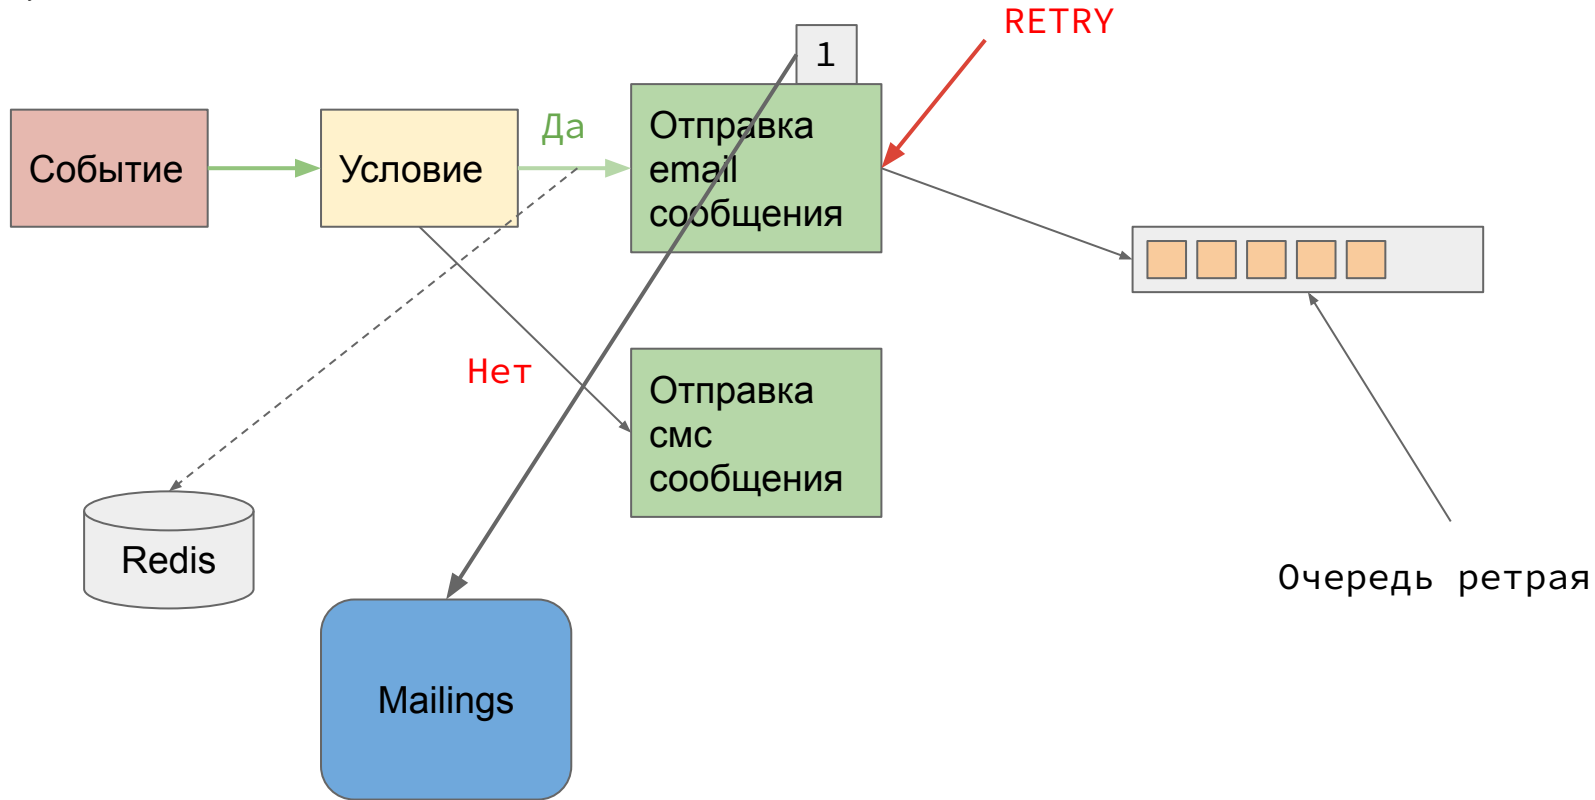 RETRY
1
Да
Событие
Условие
Отправка
email
сообщения
Нет
Отправка
смс
сообщения
Redis
Очередь ретрая
Mailings